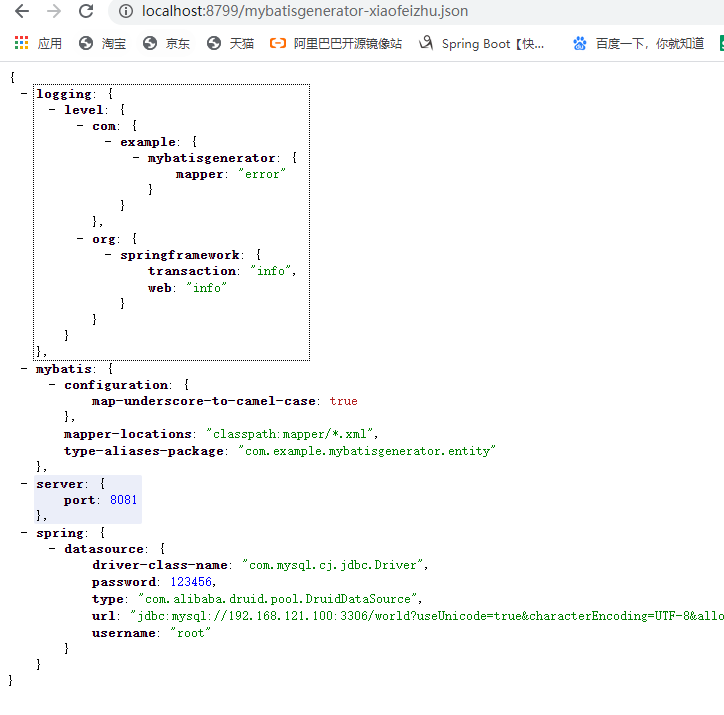 localhost:8799/mybatisgenerator-xiaofeizhu.json
应用 淘宝 京东 天猫 阿里巴巴开源镜像站 Spring Boot【快... 百度一下，你就知道
{
- logging: {
- level: {
- com: {
- example: {
- mybatisgenerator: {
mapper: "error"
}
}
},
- org: {
- springframework: {
transaction: "info",
web: "info"
}
}
}
},
- mybatis: {
- configuration: {
map-underscore-to-camel-case: true
},
mapper-locations: "classpath:mapper/*.xml",
type-aliases-package: "com.example.mybatisgenerator.entity"
},
- server: {
port: 8081
},
- spring: {
- datasource: {
driver-class-name: "com.mysql.cj.jdbc.Driver",
password: 123456,
type: "com.alibaba.druid.pool.DruidDataSource",
url: "jdbc:mysql://192.168.121.100:3306/world?useUnicode=true&characterEncoding=UTF-8&allo
username: "root"
}
}
}